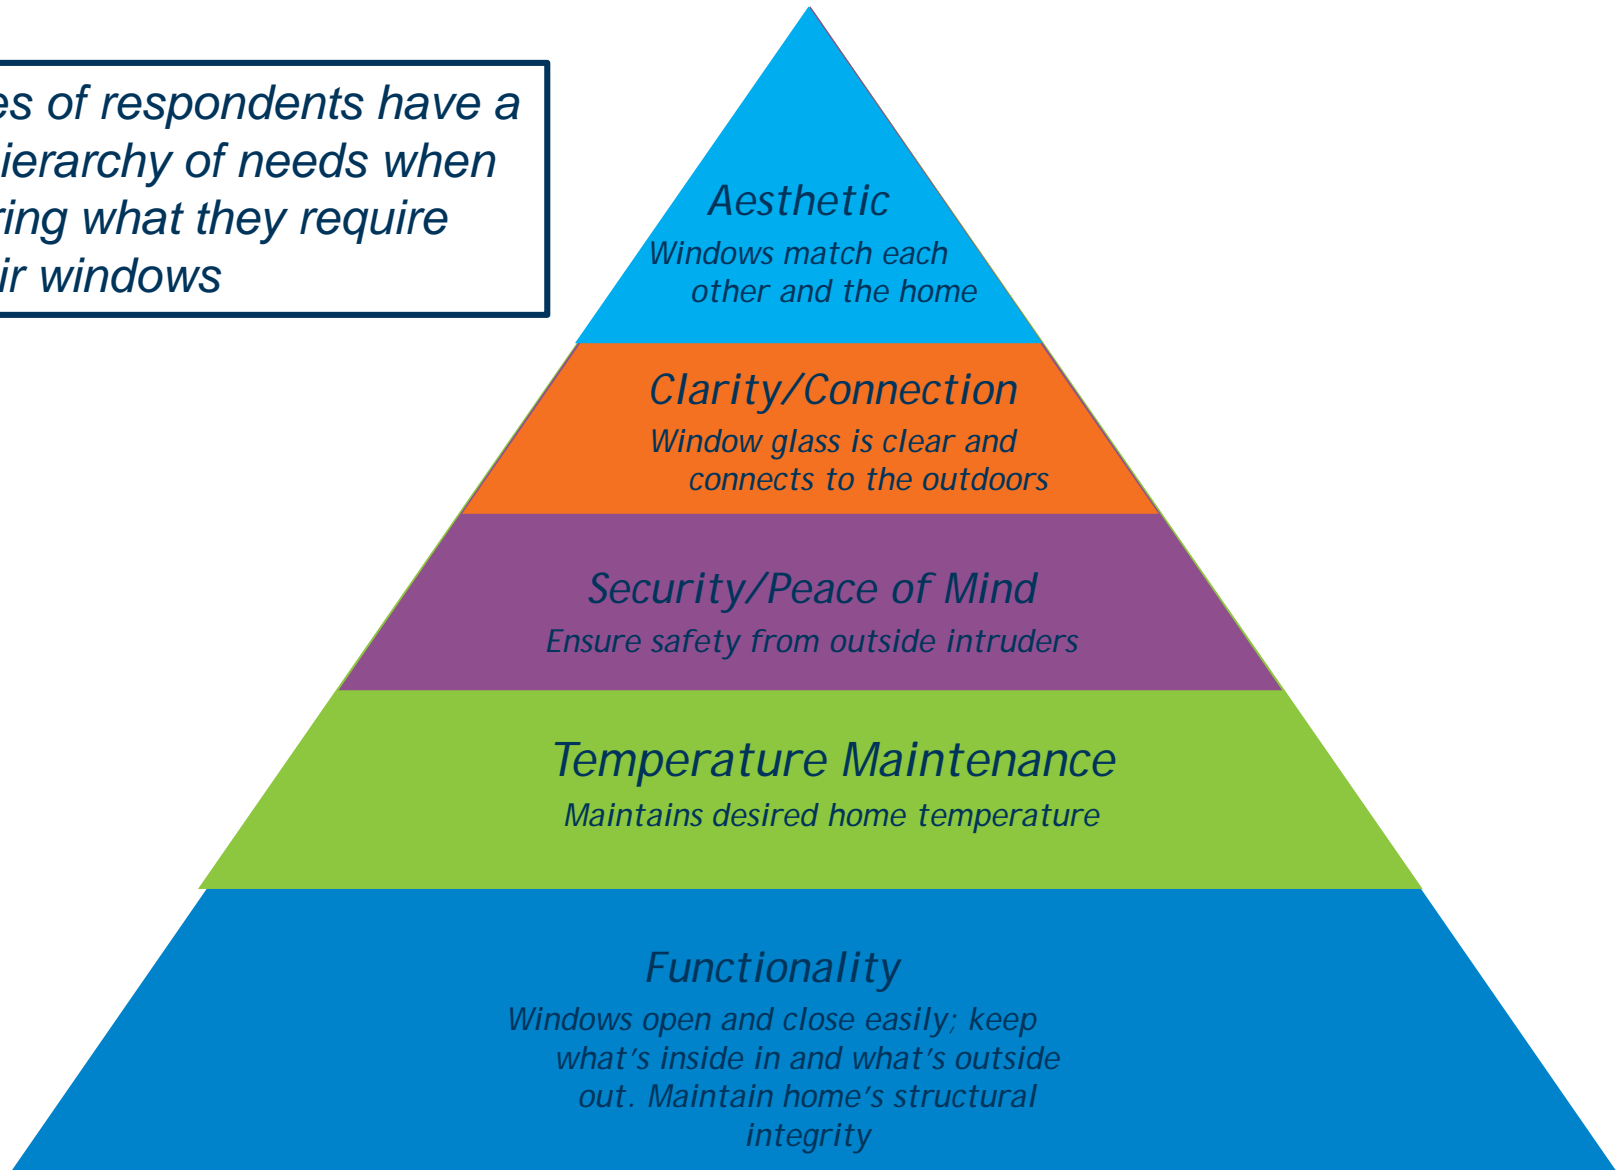 es of respondents have a
ierarchy of needs when
ring what they require
ir windows
Aesthetic
Windows match each
other and the home
Clarity/Connection
Window glass is clear and
connects to the outdoors
Security/Peace of Mind
Ensure safety from outside intruders
Temperature Maintenance
Maintains desired home temperature
Functionality
Windows open and close easily; keep
what's inside in and what's outside
out. Maintain home's structural
integrity